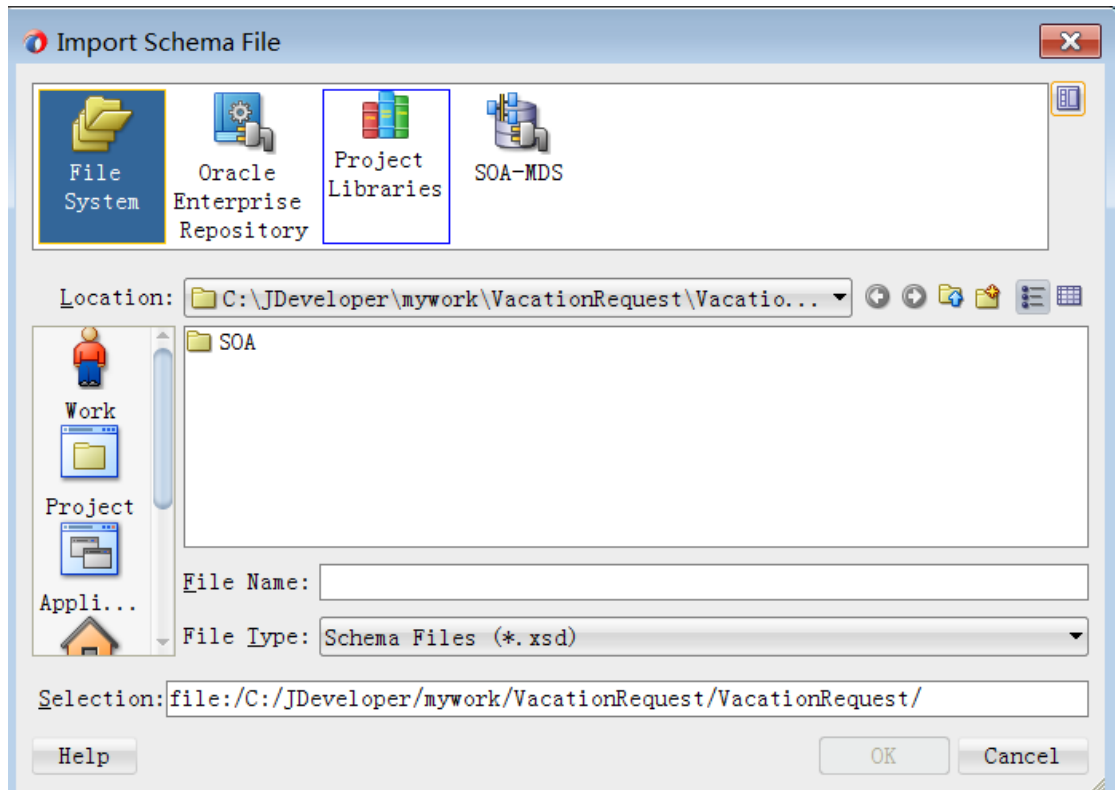 Import Schema File
File
System
Oracle
Enterprise
Repository
Project
Libraries
SOA-MDS
Location:
C:\JDeveloper\mywork\VacationRequest\Vacatio...
Work
Project
Appli...
SOA
File Name:
File Type:
Schema Files (*.xsd)
Selection:
file:/C:/JDeveloper/mywork/VacationRequest/VacationRequest/
Help
OK
Cancel